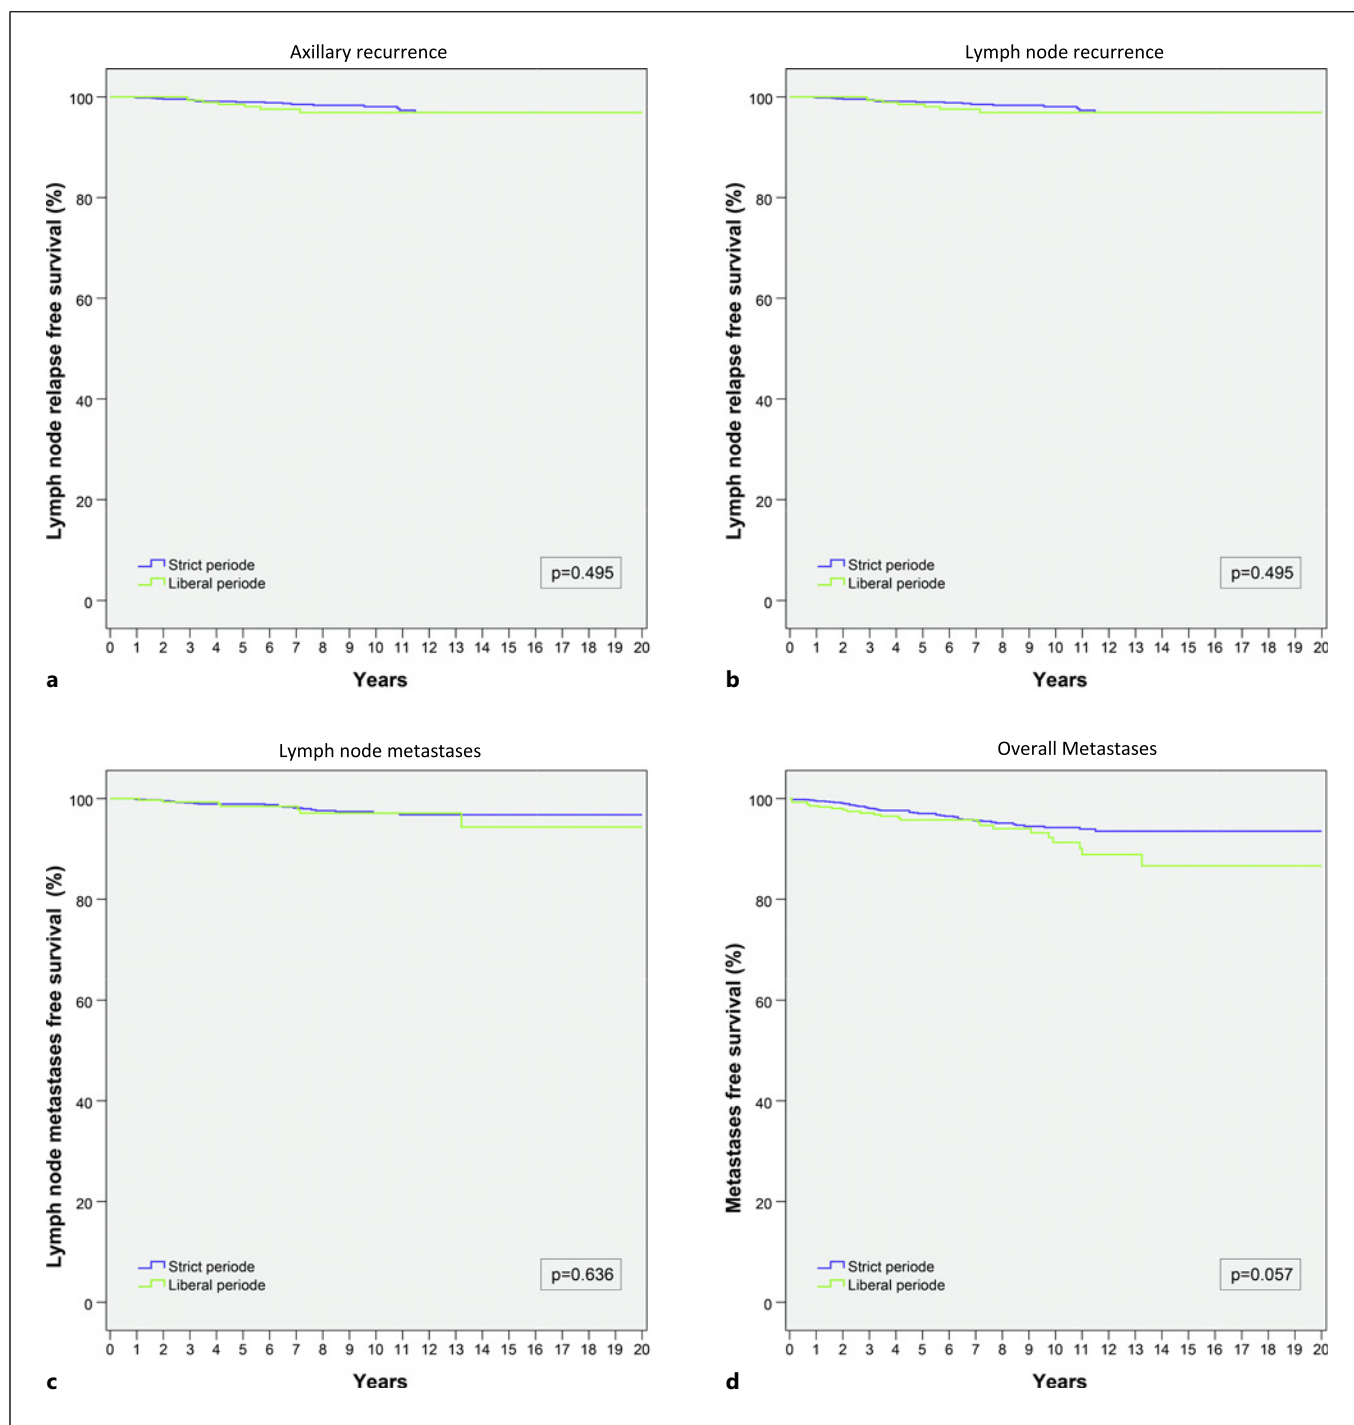 Axillary recurrence
Lymph node relapse free survival (%)
100
80
60
40
20
0
Strict periode
Liberal periode
p=0.495
0 1 2 3 4 5 6 7 8 9 10 11 12 13 14 15 16 17 18 19 20
Years
a
Lymph node recurrence
Lymph node relapse free survival (%)
100
80
60
40
20
0
Strict periode
Liberal periode
p=0.495
0 1 2 3 4 5 6 7 8 9 10 11 12 13 14 15 16 17 18 19 20
Years
b
Lymph node metastases
Lymph node metastases free survival (%)
100
80
60
40
20
0
Strict periode
Liberal periode
p=0.636
0 1 2 3 4 5 6 7 8 9 10 11 12 13 14 15 16 17 18 19 20
Years
c
Overall Metastases
Metastases free survival (%)
100
80
60
40
20
0
Strict periode
Liberal periode
p=0.057
0 1 2 3 4 5 6 7 8 9 10 11 12 13 14 15 16 17 18 19 20
Years
d